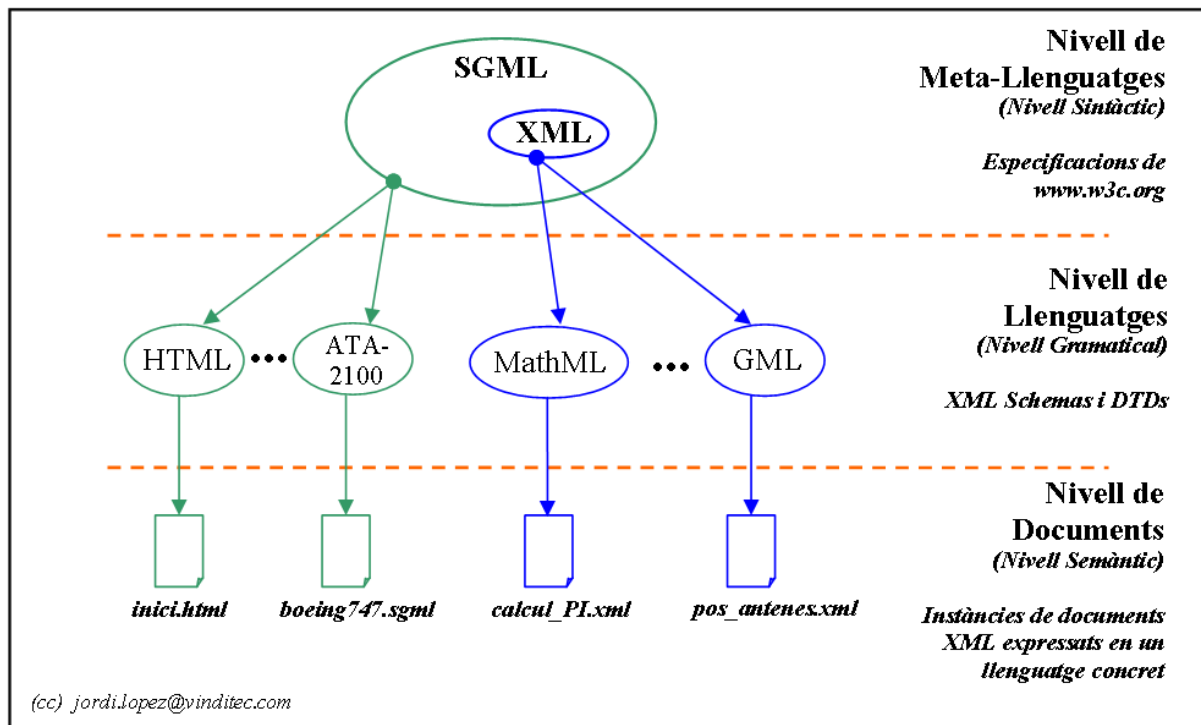 SGML
XML
Nivell de
Meta-Llenguatges
(Nivell Sintàctic)
Especificacions de
www.w3c.org
HTML
ATA-
2100
MathML
GML
Nivell de
Llenguatges
(Nivell Gramatical)
XML Schemas i DTDs
inici.html
boeing747.sgml
calcul_PI.xml
pos_antenes.xml
Nivell de
Documents
(Nivell Semàntic)
Instàncies de documents
XML expressats en un
llenguatge concret
(cc) jordi.lopez@vinditec.com